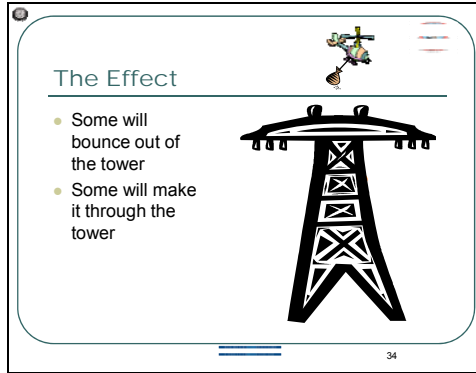 The Effect
Some will
bounce out of
the tower
Some will make
it through the
tower
34